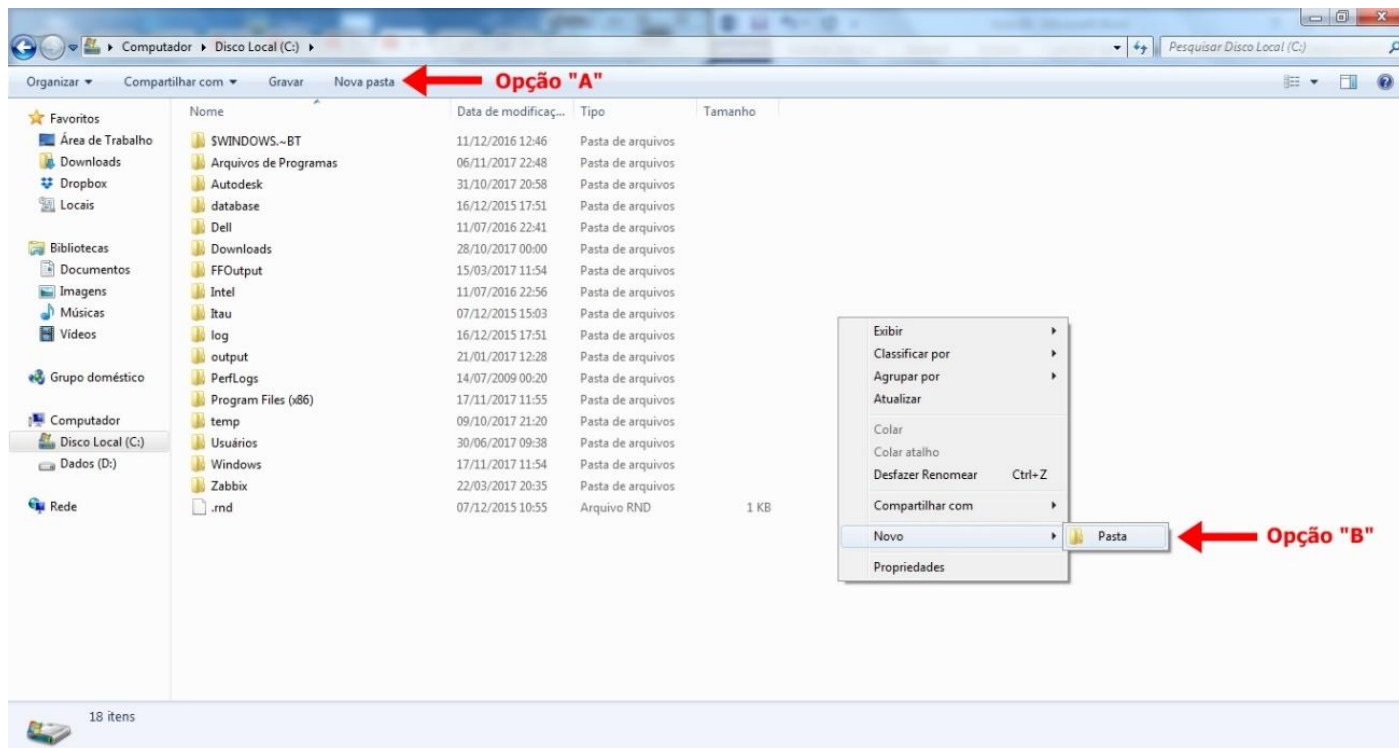 Computador Disco Local (C:) Pesquisar Disco Local (C:)
Organizar Compartilhar com Gravar Nova pasta Opção "A"
Favoritos
Área de Trabalho
Downloads
Dropbox
Locais
Bibliotecas
Documentos
Imagens
Músicas
Vídeos
Grupo doméstico
Computador
Disco Local (C:)
Dados (D:)
Rede
Nome Data de modificaç... Tipo Tamanho
$WINDOWS.~BT 11/12/2016 12:46 Pasta de arquivos
Arquivos de Programas 06/11/2017 22:48 Pasta de arquivos
Autodesk 31/10/2017 20:58 Pasta de arquivos
database 16/12/2015 17:51 Pasta de arquivos
Dell 11/07/2016 22:41 Pasta de arquivos
Downloads 28/10/2017 00:00 Pasta de arquivos
FFOutput 15/03/2017 11:54 Pasta de arquivos
Intel 11/07/2016 22:56 Pasta de arquivos
Itau 07/12/2015 15:03 Pasta de arquivos
log 16/12/2015 17:51 Pasta de arquivos
output 21/01/2017 12:28 Pasta de arquivos
PerfLogs 14/07/2009 00:20 Pasta de arquivos
Program Files (x86) 17/11/2017 11:55 Pasta de arquivos
temp 09/10/2017 21:20 Pasta de arquivos
Usuários 30/06/2017 09:38 Pasta de arquivos
Windows 17/11/2017 11:54 Pasta de arquivos
Zabbix 22/03/2017 20:35 Pasta de arquivos
.rnd 07/12/2015 10:55 Arquivo RND 1 KB
Exibir
Classificar por
Agrupar por
Atualizar
Colar
Colar atalho
Desfazer Renomear Ctrl+Z
Compartilhar com
Novo Pasta Opção "B"
Propriedades
18 itens